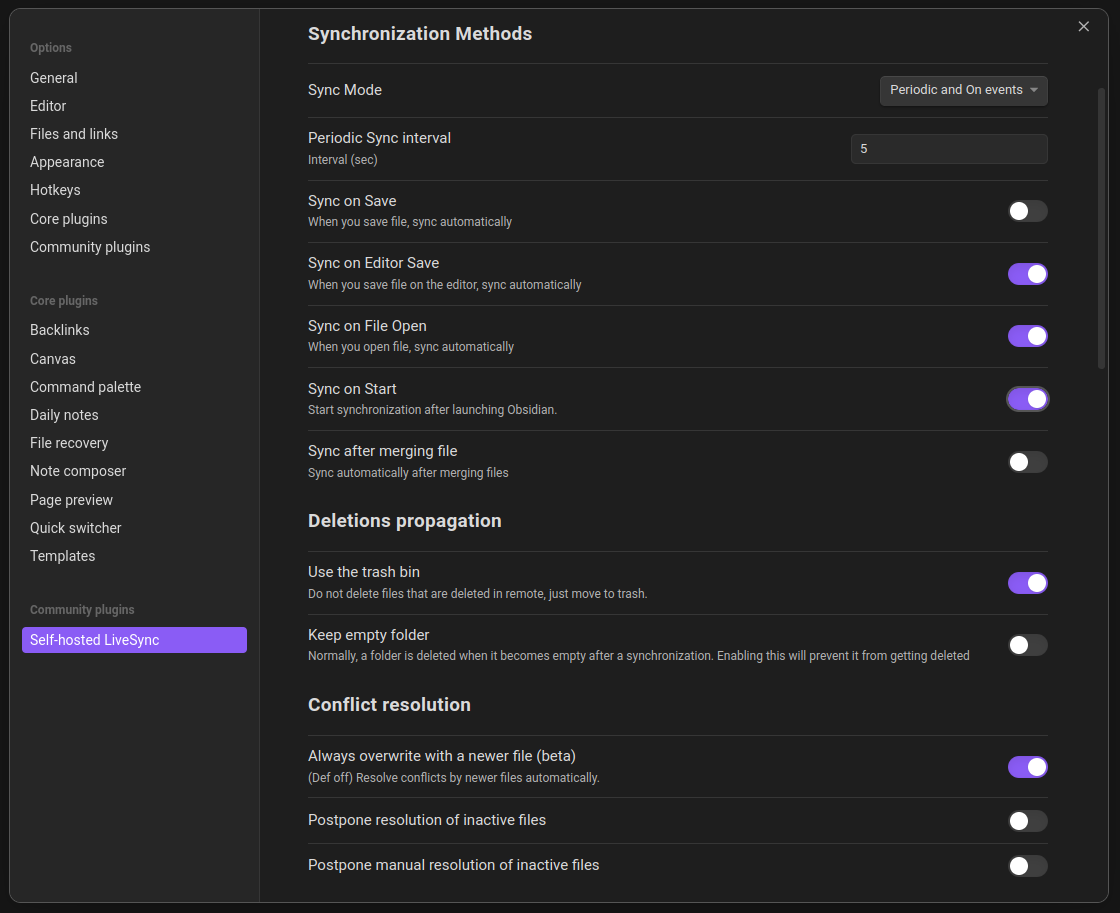 Options
General
Editor
Files and links
Appearance
Hotkeys
Core plugins
Community plugins
Core plugins
Backlinks
Canvas
Command palette
Daily notes
File recovery
Note composer
Page preview
Quick switcher
Templates
Community plugins
Self-hosted LiveSync
Synchronization Methods
Sync Mode
Periodic and On events
Periodic Sync interval
Interval (sec)
5
Sync on Save
When you save file, sync automatically
Sync on Editor Save
When you save file on the editor, sync automatically
Sync on File Open
When you open file, sync automatically
Sync on Start
Start synchronization after launching Obsidian.
Sync after merging file
Sync automatically after merging files
Deletions propagation
Use the trash bin
Do not delete files that are deleted in remote, just move to trash.
Keep empty folder
Normally, a folder is deleted when it becomes empty after a synchronization. Enabling this will prevent it from getting deleted
Conflict resolution
Always overwrite with a newer file (beta)
(Def off) Resolve conflicts by newer files automatically.
Postpone resolution of inactive files
Postpone manual resolution of inactive files